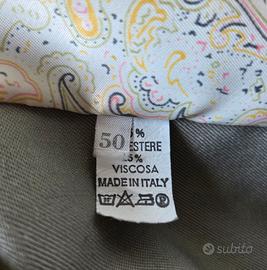 50
%
ESTERE
%
VISCOSA
MADE IN ITALY
subito